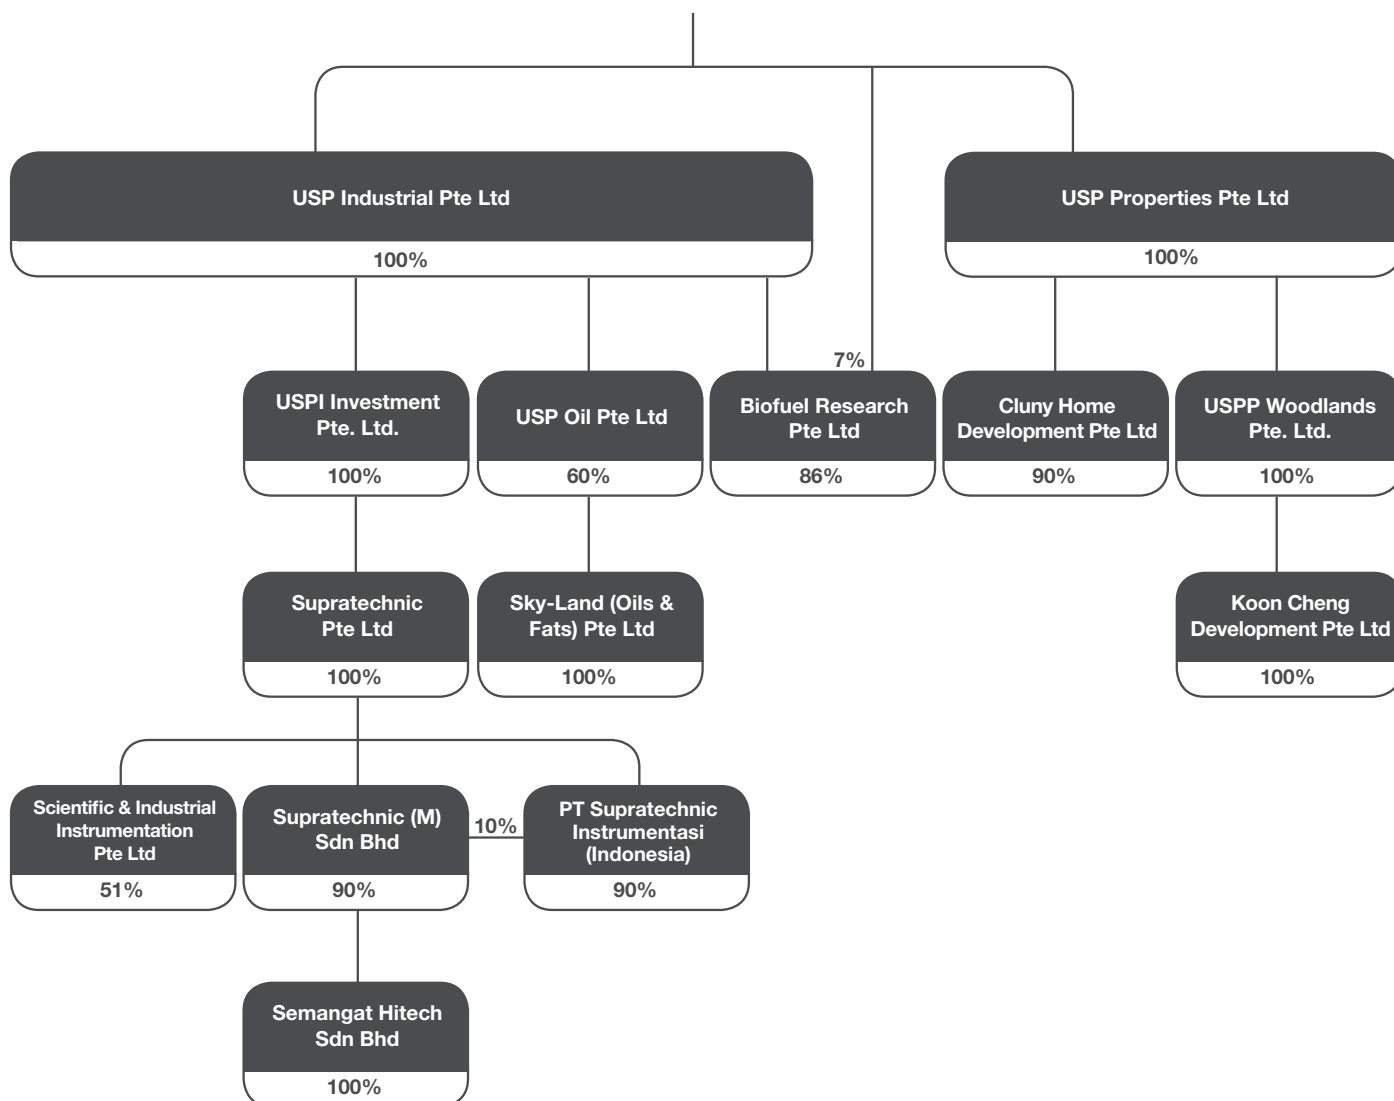 USP Industrial Pte Ltd
100%
USP Properties Pte Ltd
100%
7%
USPI Investment
Pte. Ltd.
100%
USP Oil Pte Ltd
60%
Biofuel Research
Pte Ltd
86%
Cluny Home
Development Pte Ltd
90%
USPP Woodlands
Pte. Ltd.
100%
Supratechnic
Pte Ltd
100%
Sky-Land (Oils &
Fats) Pte Ltd
100%
Koon Cheng
Development Pte Ltd
100%
Scientific & Industrial
Instrumentation
Pte Ltd
51%
Supratechnic (M)
Sdn Bhd
90%
10%
PT Supratechnic
Instrumentasi
(Indonesia)
90%
Semangat Hitech
Sdn Bhd
100%